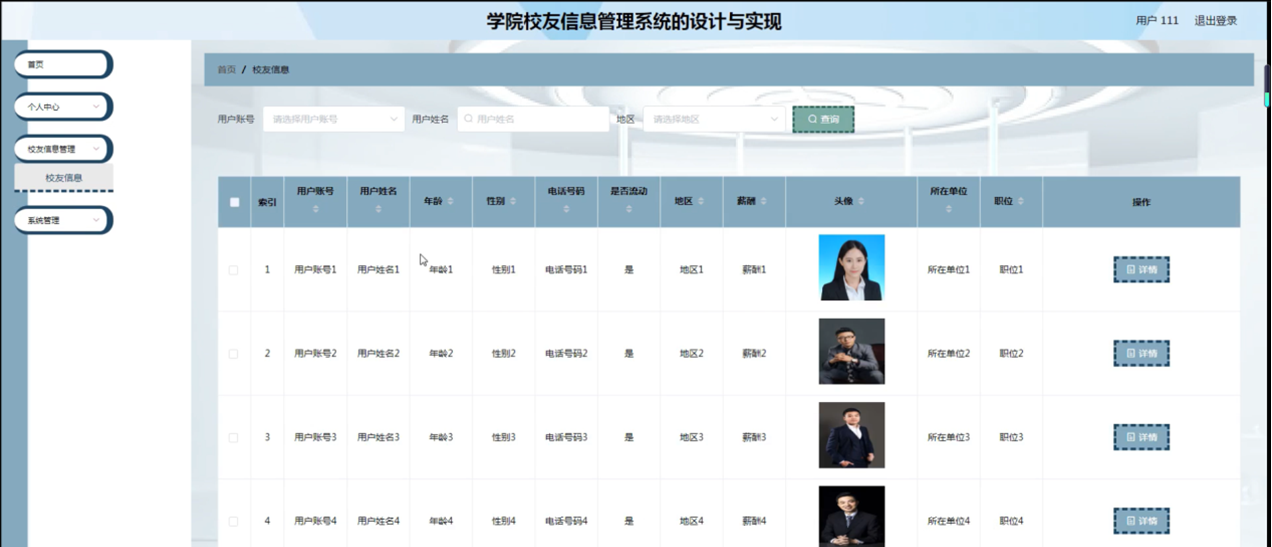 学院校友信息管理系统的设计与实现
用户 111 退出登录
首页
个人中心
校友信息管理
校友信息
系统管理
首页 / 校友信息
用户账号 请选择用户账号 用户姓名 用户姓名 地区 请选择地区 查询
索引 用户账号 用户姓名 年龄 性别 电话号码 是否流动 地区 薪酬 头像 所在单位 职位 操作
1 用户账号1 用户姓名1 年龄1 性别1 电话号码1 是 地区1 薪酬1 所在单位1 职位1 详情
2 用户账号2 用户姓名2 年龄2 性别2 电话号码2 是 地区2 薪酬2 所在单位2 职位2 详情
3 用户账号3 用户姓名3 年龄3 性别3 电话号码3 是 地区3 薪酬3 所在单位3 职位3 详情
4 用户账号4 用户姓名4 年龄4 性别4 电话号码4 是 地区4 薪酬4 所在单位4 职位4 详情